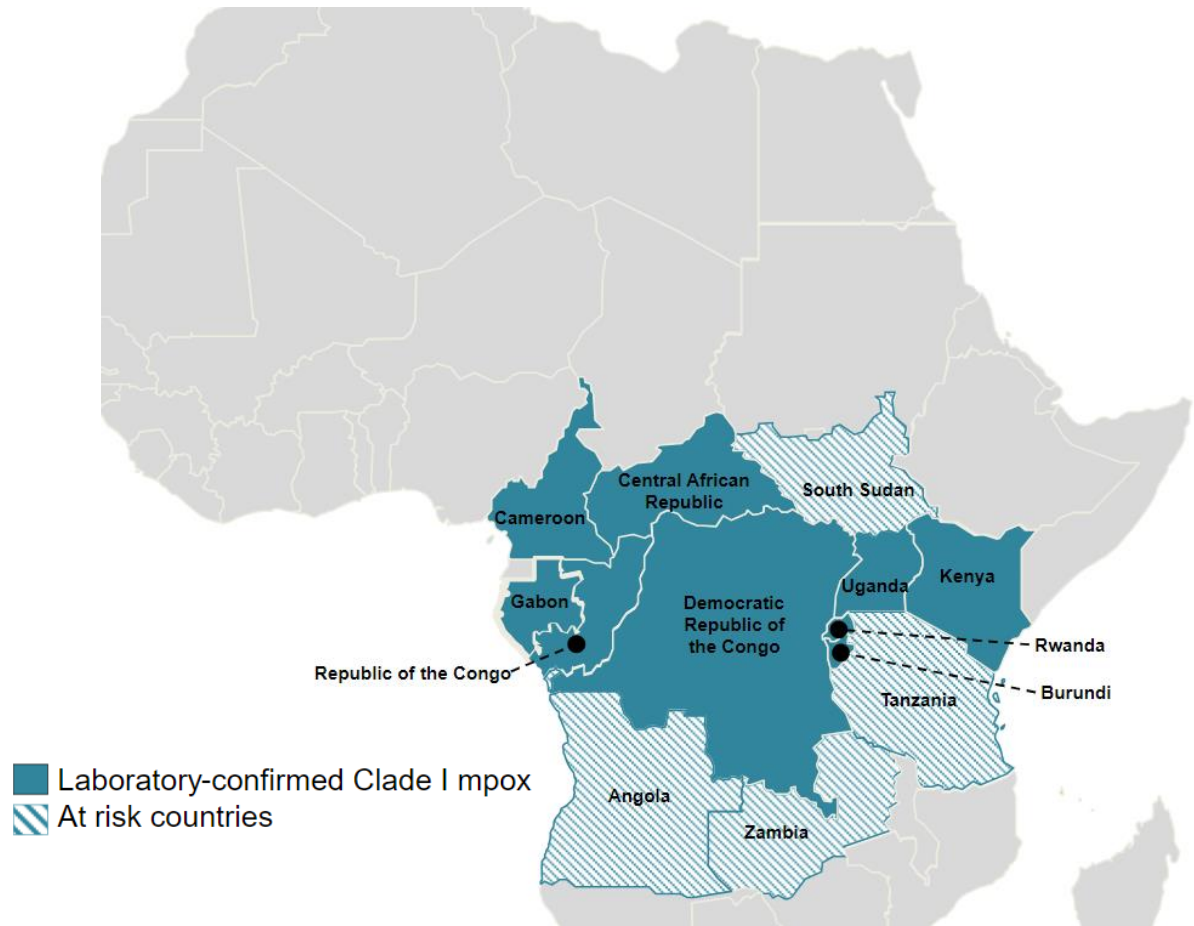 Central African
Republic
South Sudan
Cameroon
Uganda
Kenya
Gabon
Democratic
Republic of
the Congo
Rwanda
Republic of the Congo
Burundi
Tanzania
Laboratory-confirmed Clade I mpox
Angola
At risk countries
Zambia